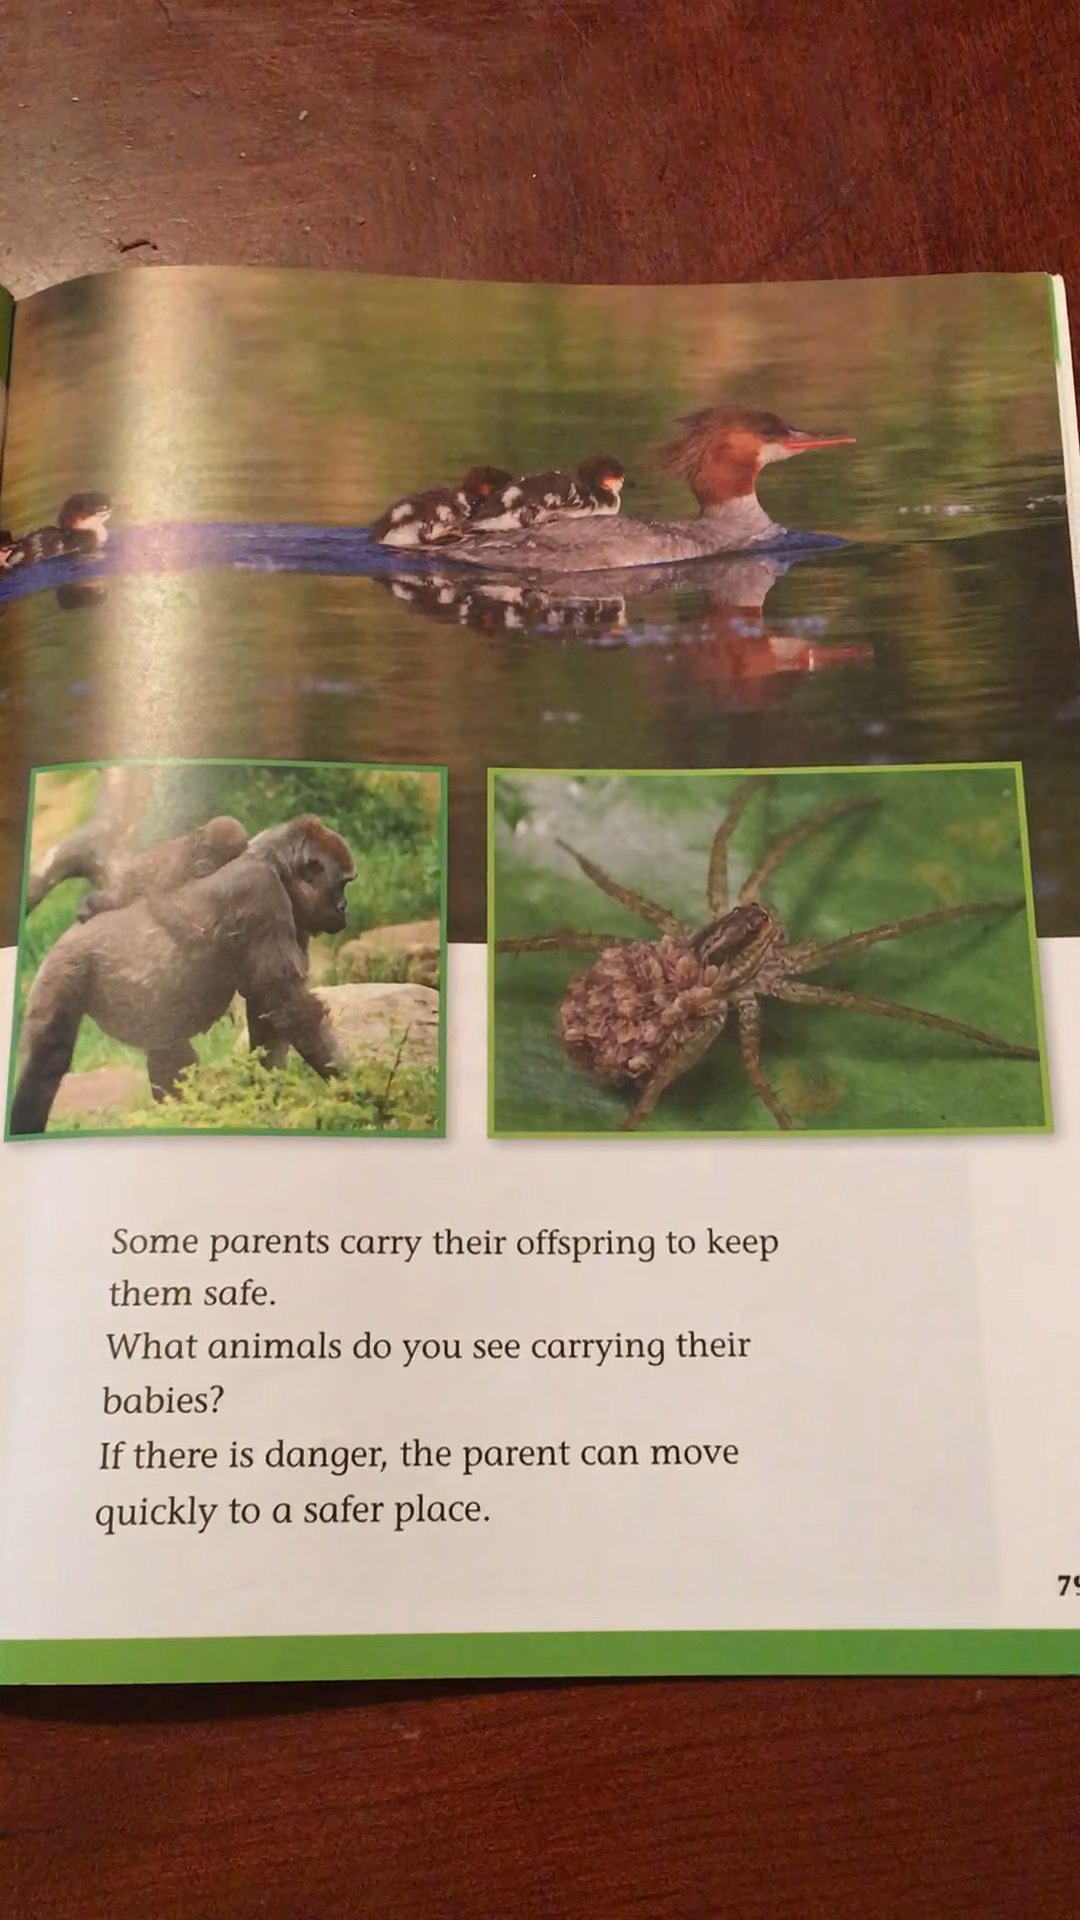 Some parents carry their offspring to keep
them safe.
What animals do you see carrying their
babies?
If there is danger, the parent can move
quickly to a safer place.